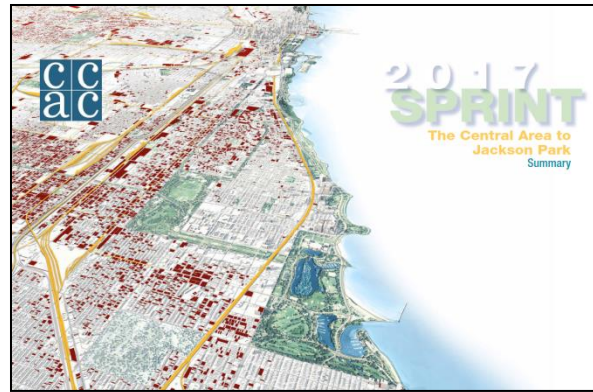 cc
ac
2017
SPRINT
The Central Area to
Jackson Park
Summary